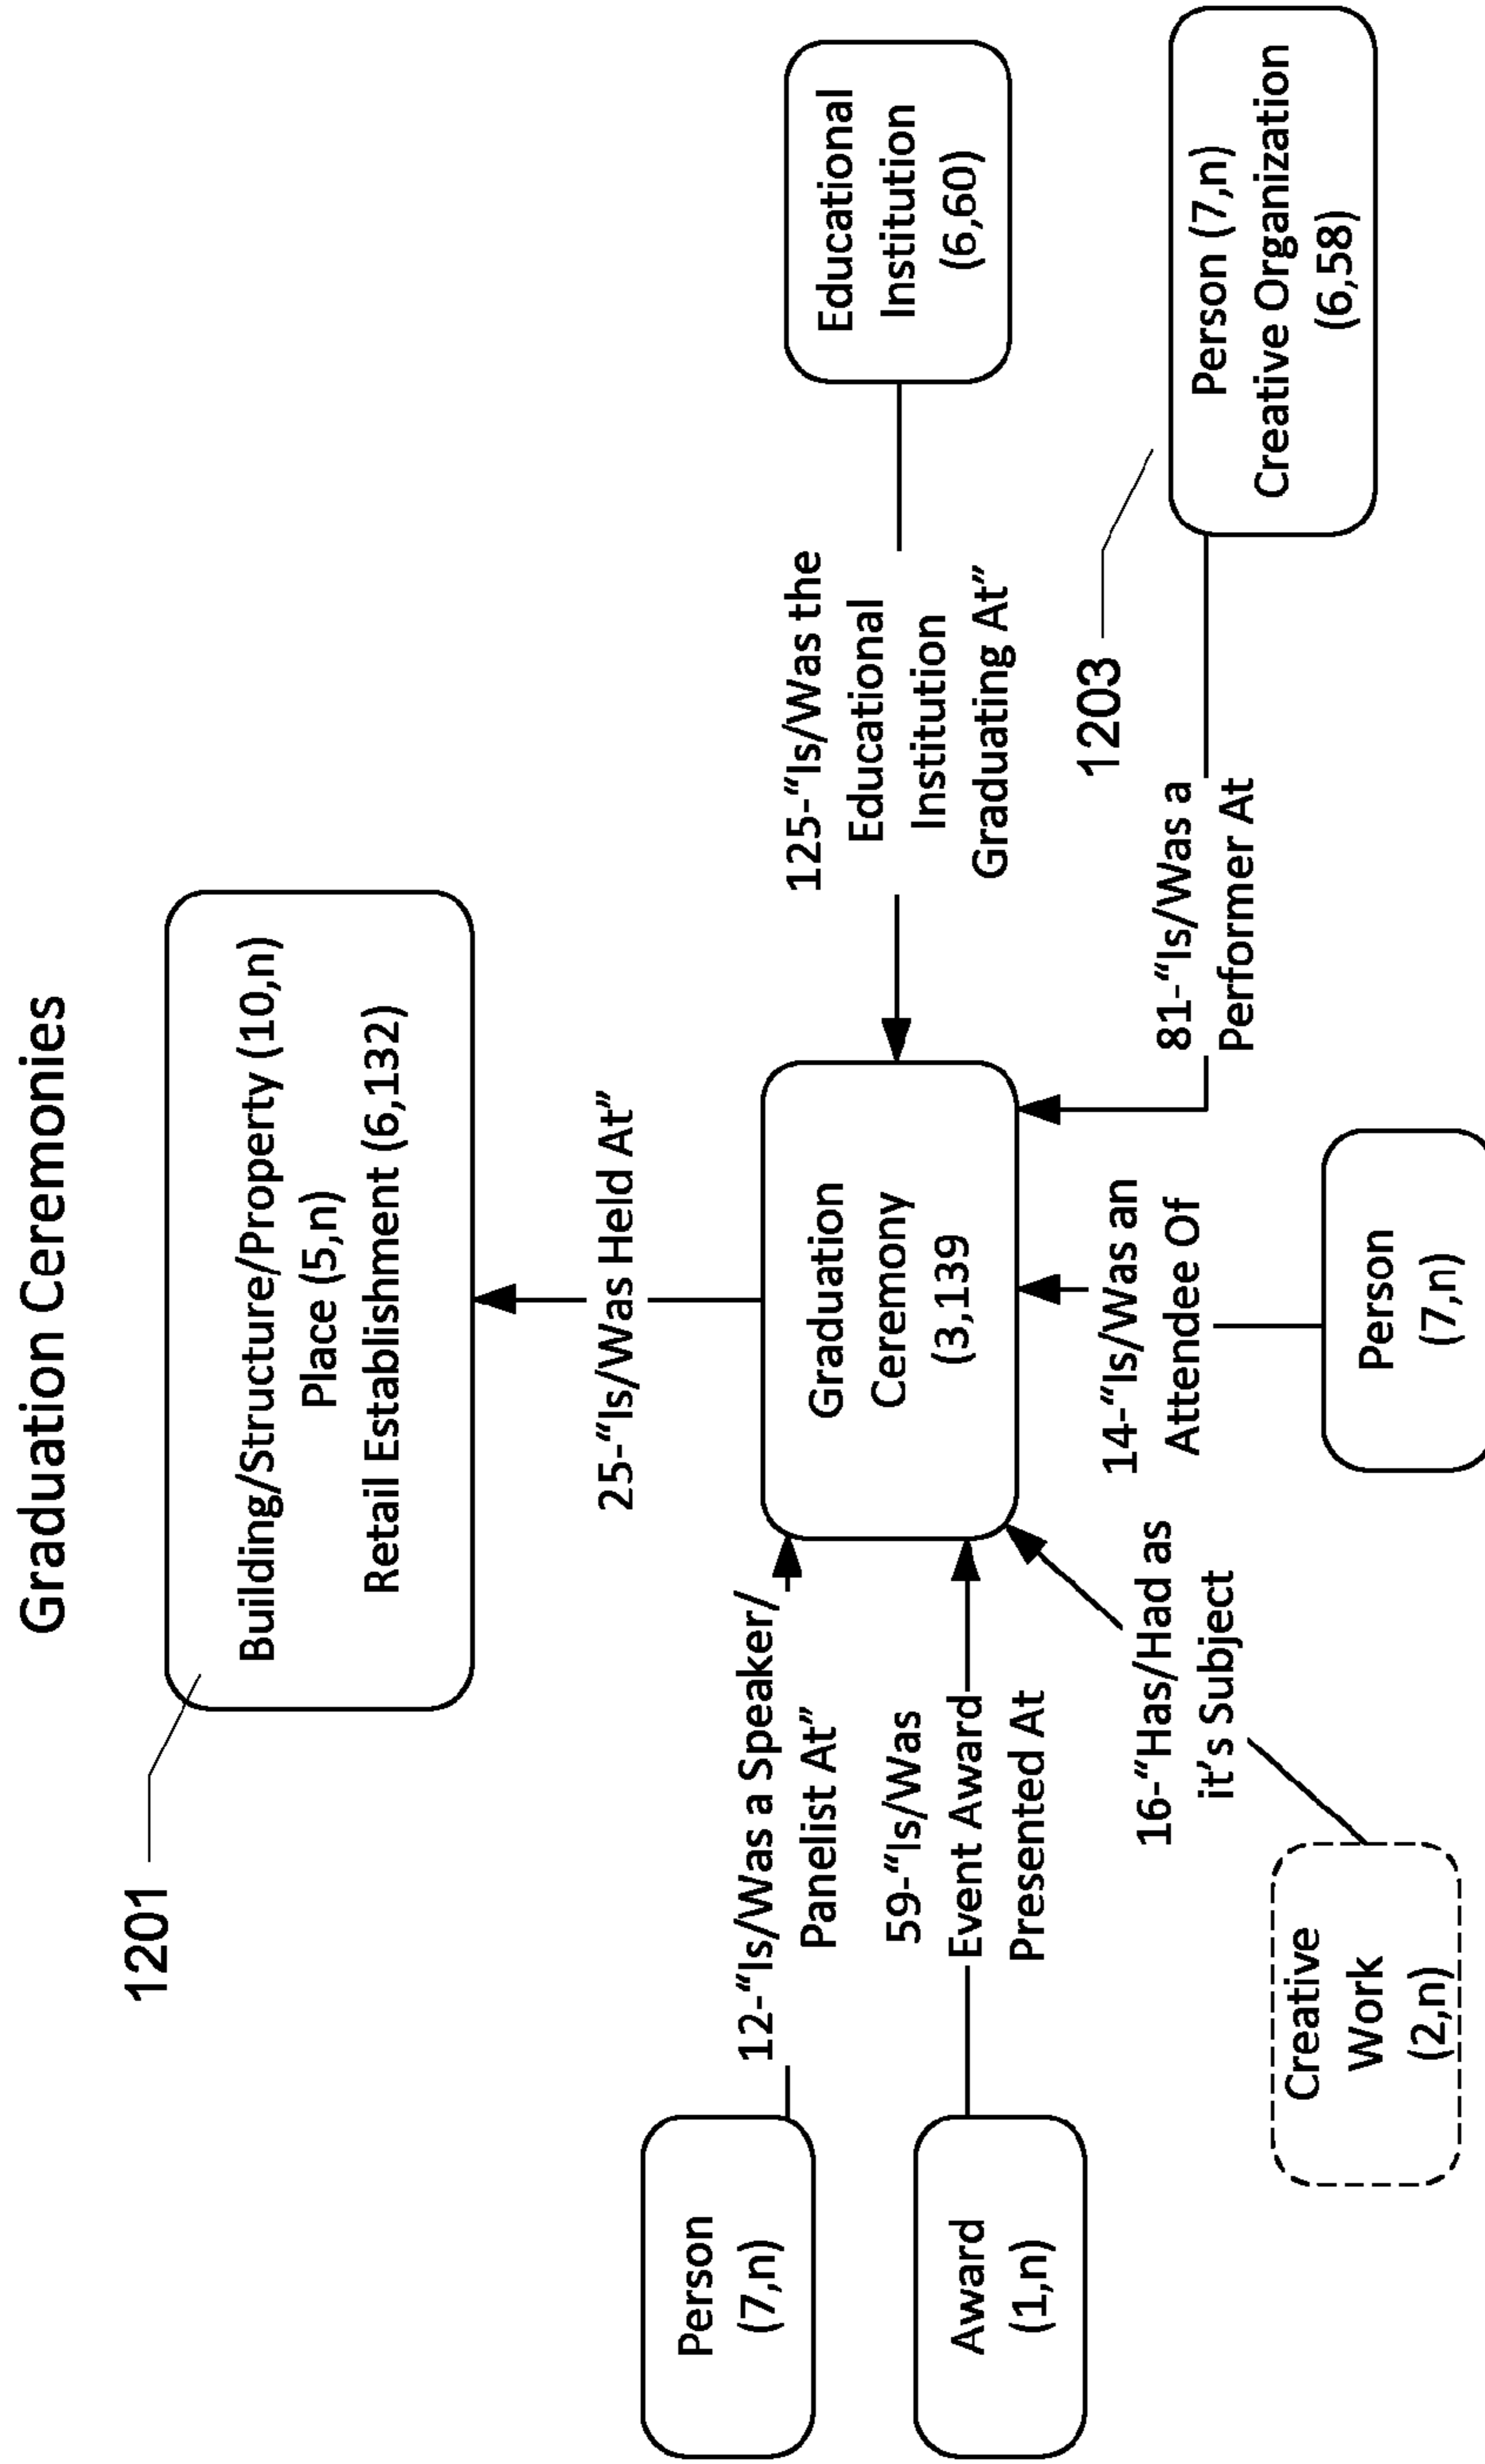 Graduation Ceremonies
1201
Building/Structure/Property (10,n)
Place (5,n)
Retail Establishment (6,132)
25-“Is/Was Held At”
Person
(7,n)
12-“Is/Was a Speaker/
Panelist At”
Graduation
Ceremony
(3,139
125-“Is/Was the
Educational
Institution
Graduating At”
Educational
Institution
(6,60)
Award
(1,n)
59-“Is/Was
Event Award
Presented At
1203
Creative
Work
(2,n)
16-“Has/Had as
it’s Subject
14-“Is/Was an
Attendee Of
Person
(7,n)
81-“Is/Was a
Performer At
Person (7,n)
Creative Organization
(6,58)